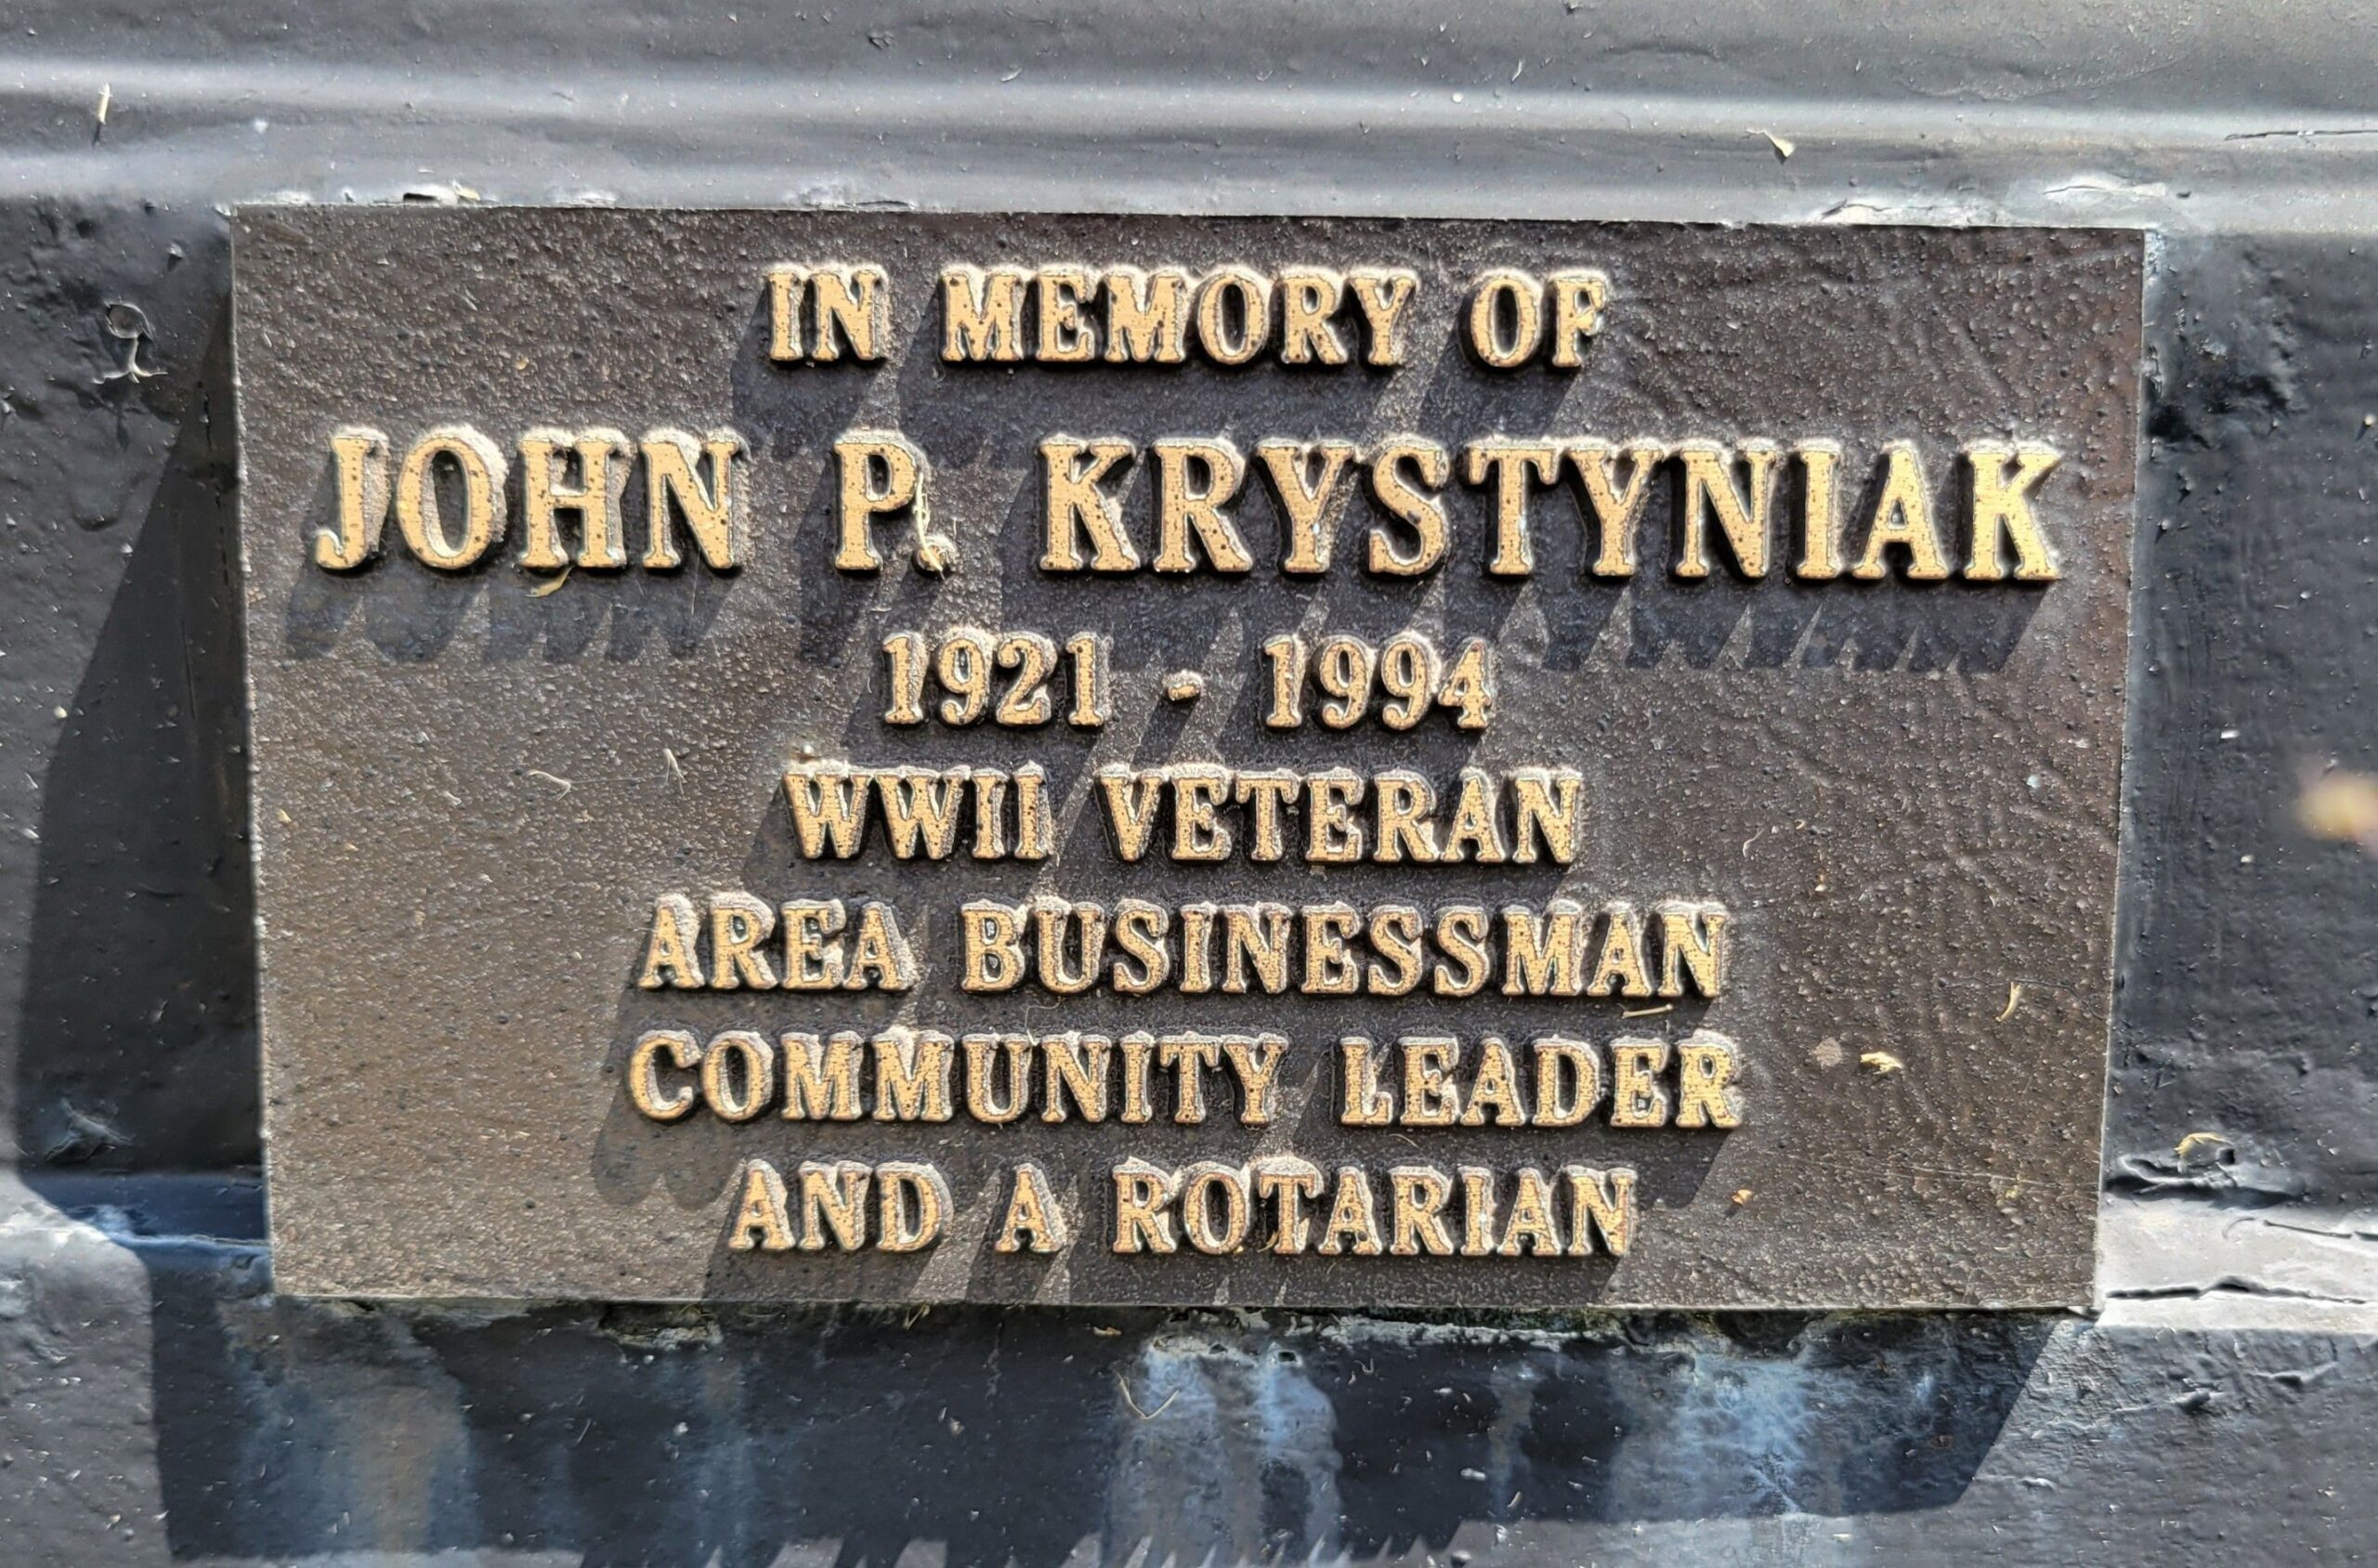 IN MEMORY OF
JOHN P. KRYSTYNIAK
1921 - 1994
WWII VETERAN
AREA BUSINESSMAN
COMMUNITY LEADER
AND A ROTARIAN